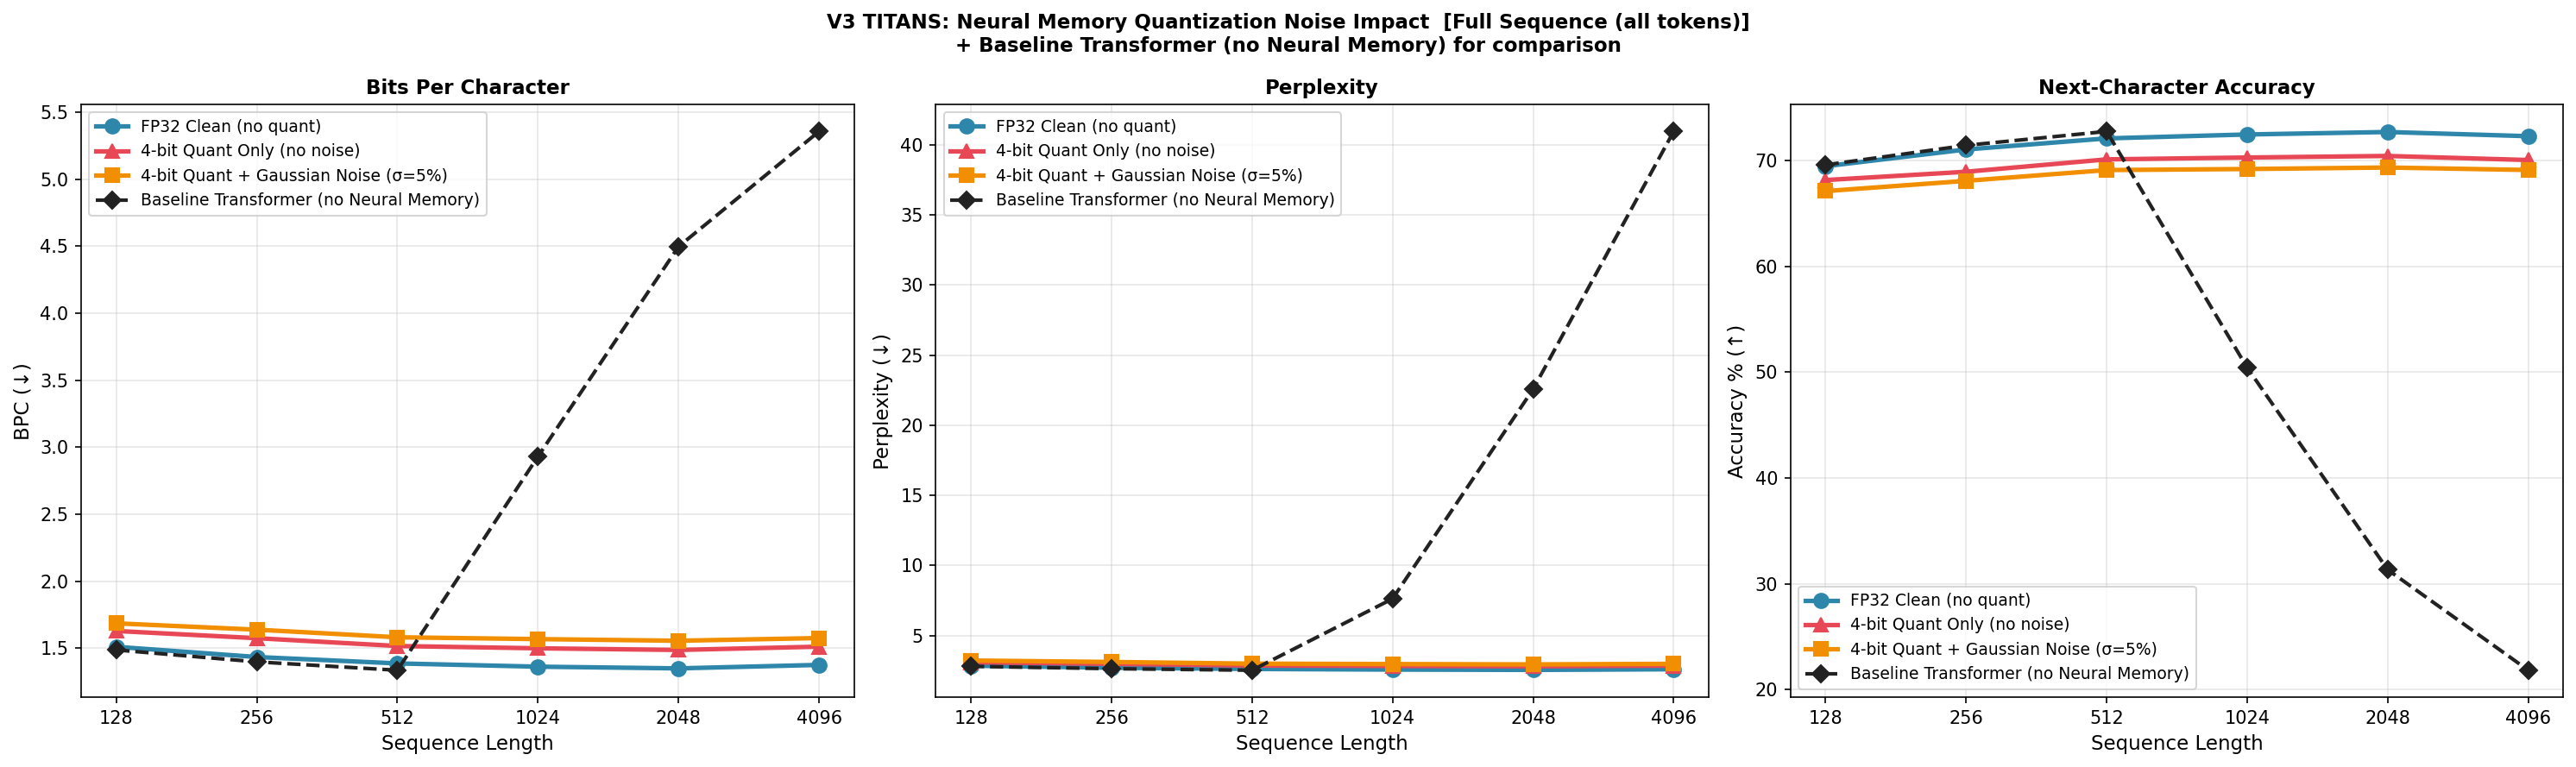 V3 TITANS: Neural Memory Quantization Noise Impact  [Full Sequence (all tokens)]
+ Baseline Transformer (no Neural Memory) for comparison
Bits Per Character
FP32 Clean (no quant)
4-bit Quant Only (no noise)
4-bit Quant + Gaussian Noise (σ=5%)
Baseline Transformer (no Neural Memory)
BPC (↓)
5.5
5.0
4.5
4.0
3.5
3.0
2.5
2.0
1.5
128 256 512 1024 2048 4096
Sequence Length
Perplexity
FP32 Clean (no quant)
4-bit Quant Only (no noise)
4-bit Quant + Gaussian Noise (σ=5%)
Baseline Transformer (no Neural Memory)
Perplexity (↓)
40
35
30
25
20
15
10
5
128 256 512 1024 2048 4096
Sequence Length
Next-Character Accuracy
Accuracy % (↑)
70
60
50
40
30
20
FP32 Clean (no quant)
4-bit Quant Only (no noise)
4-bit Quant + Gaussian Noise (σ=5%)
Baseline Transformer (no Neural Memory)
128 256 512 1024 2048 4096
Sequence Length